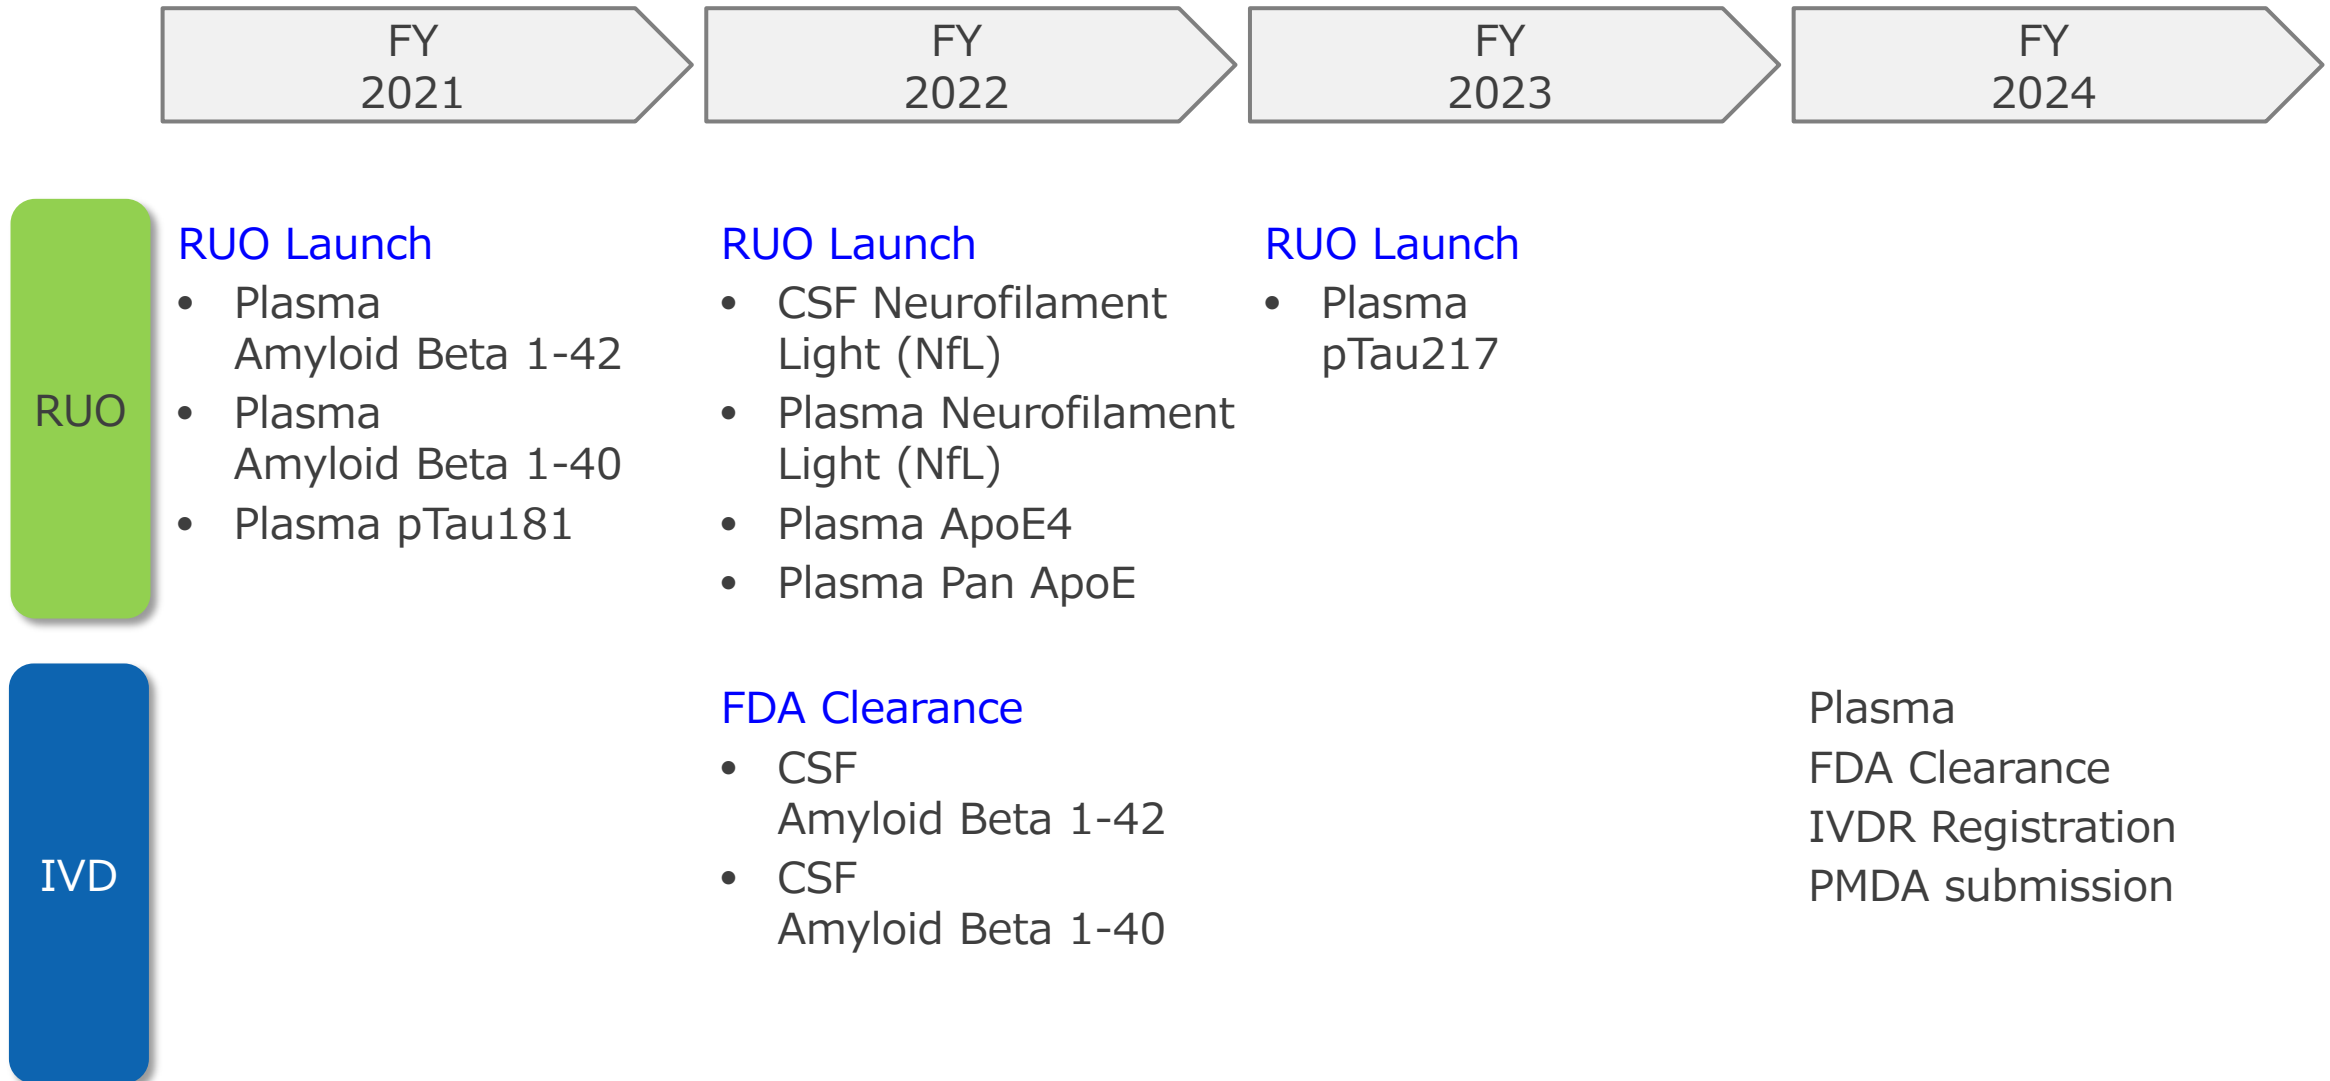 FY
2021
FY
2022
FY
2023
FY
2024
RUO
RUO Launch
• Plasma
Amyloid Beta 1-42
• Plasma
Amyloid Beta 1-40
• Plasma pTau181
RUO Launch
• CSF Neurofilament
Light (NfL)
• Plasma Neurofilament
Light (NfL)
• Plasma ApoE4
• Plasma Pan ApoE
RUO Launch
• Plasma
pTau217
IVD
FDA Clearance
• CSF
Amyloid Beta 1-42
• CSF
Amyloid Beta 1-40
Plasma
FDA Clearance
IVDR Registration
PMDA submission